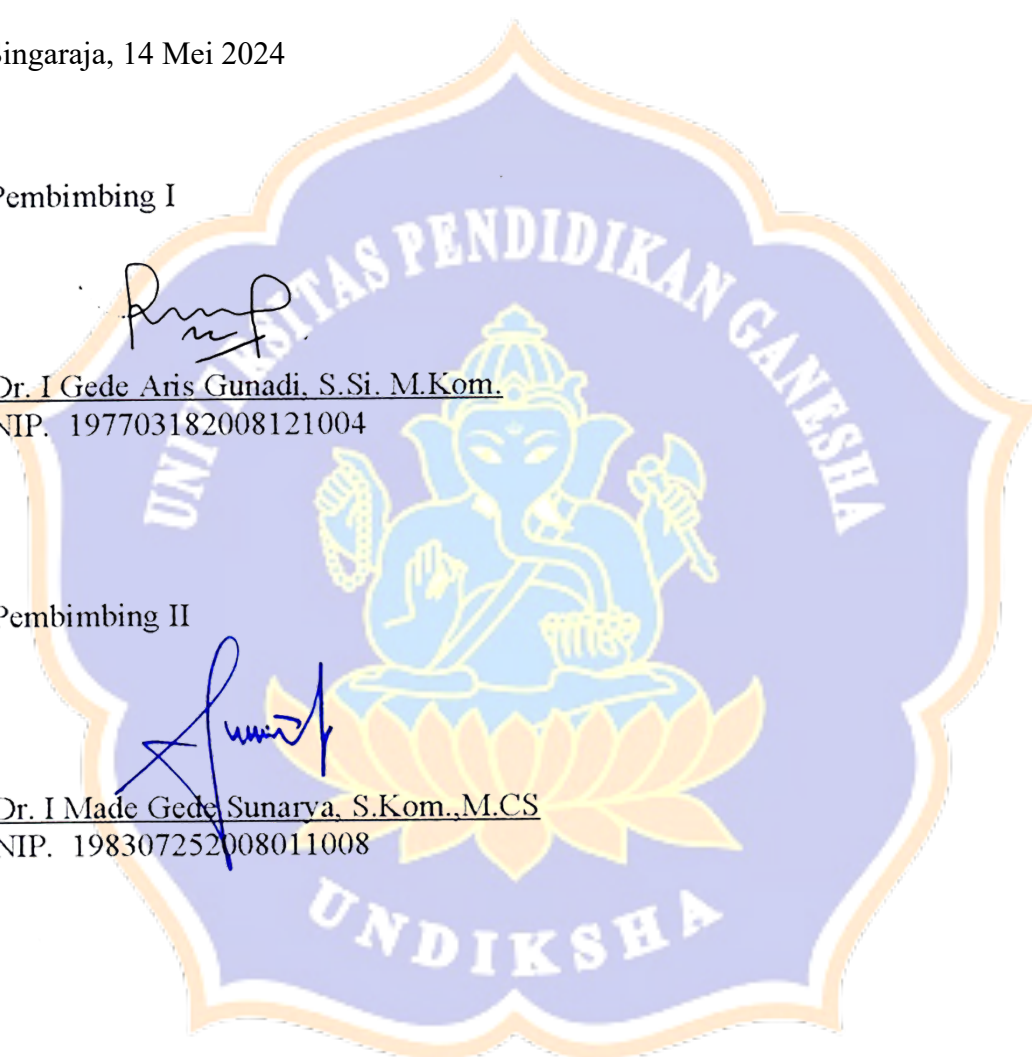 Singaraja, 14 Mei 2024
Pembimbing I
UNIVERSITAS PENDIDIKAN GANESHA
Dr. I Gede Aris Gunadi, S.Si. M.Kom.
NIP. 197703182008121004
Pembimbing II
Dr. I Made Gede Sunarya, S.Kom.,M.CS
NIP. 198307252008011008
UNDIKSHA